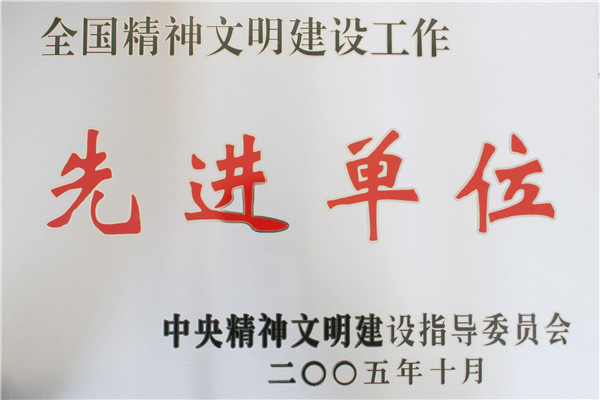 全国精神文明建设工作
先进单位
中央精神文明建设指导委员会
二〇〇五年十月